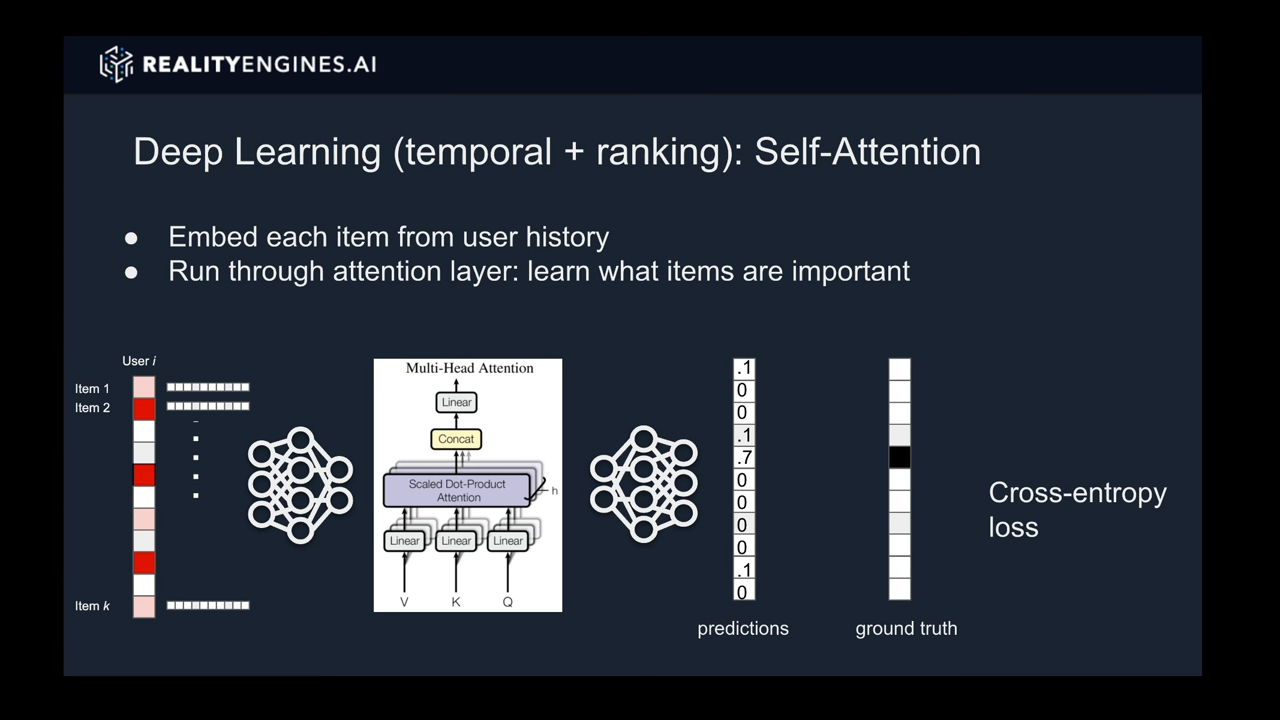 REALITYENGINES.AI
Deep Learning (temporal + ranking): Self-Attention
● Embed each item from user history
● Run through attention layer: learn what items are important
User i
Item 1
Item 2
Item k
Multi-Head Attention
Linear
Concat
Scaled Dot-Product
Attention
h
Linear
Linear
Linear
V
K
Q
.1
0
0
.1
.7
0
0
0
0
.1
0
predictions
ground truth
Cross-entropy
loss